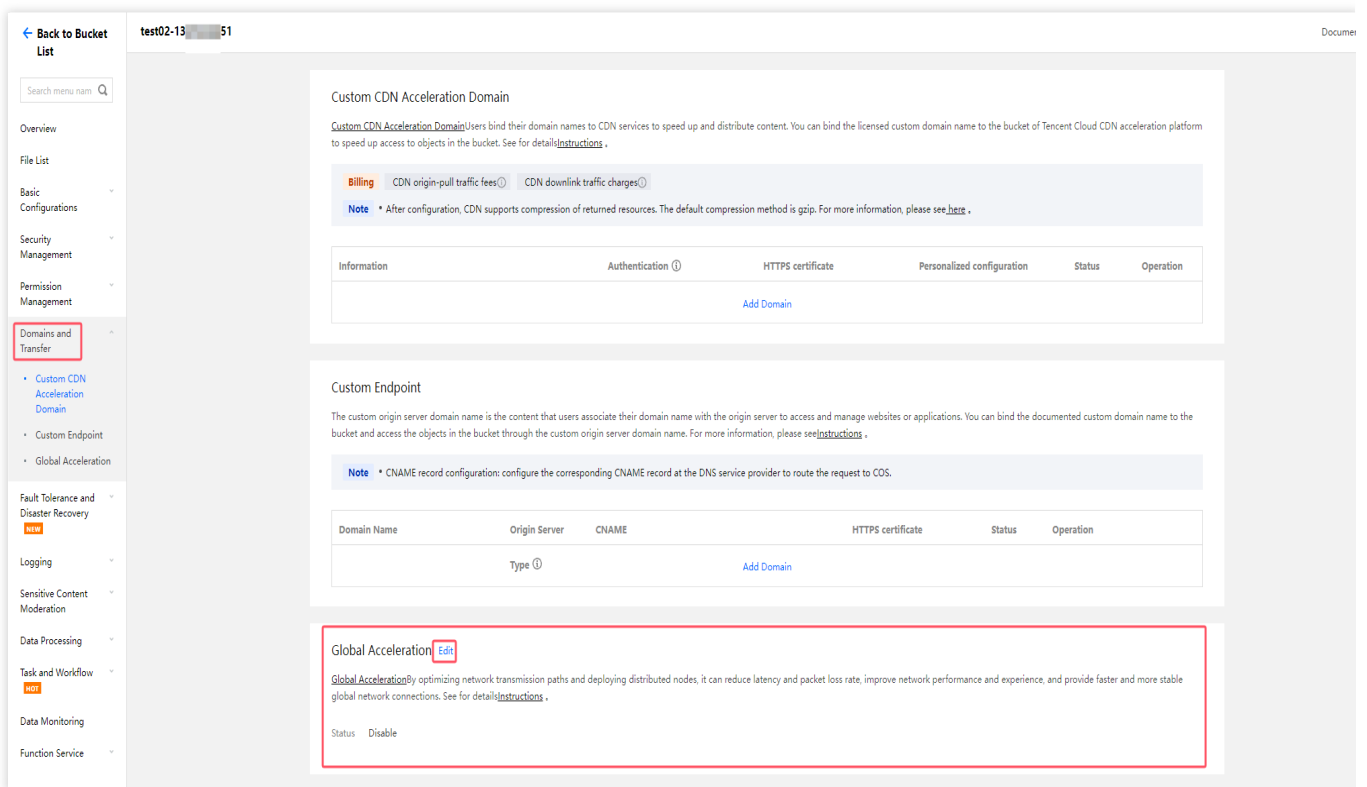 Back to Bucket
List
test02-13 51
Search menu nam
Overview
File List
Basic
Configurations
Security
Management
Permission
Management
Domains and
Transfer
• Custom CDN
Acceleration
Domain
• Custom Endpoint
• Global Acceleration
Fault Tolerance and
Disaster Recovery
NEW
Logging
Sensitive Content
Moderation
Data Processing
Task and Workflow
HOT
Data Monitoring
Function Service
Custom CDN Acceleration Domain
Custom CDN Acceleration DomainUsers bind their domain names to CDN services to speed up and distribute content. You can bind the licensed custom domain name to the bucket of Tencent Cloud CDN acceleration platform
to speed up access to objects in the bucket. See for detailsInstructions 。
Billing CDN origin-pull traffic fees CDN downlink traffic charges
Note • After configuration, CDN supports compression of returned resources. The default compression method is gzip. For more information, please see here 。
Information Authentication HTTPS certificate Personalized configuration Status Operation
Add Domain
Custom Endpoint
The custom origin server domain name is the content that users associate their domain name with the origin server to access and manage websites or applications. You can bind the documented custom domain name to the
bucket and access the objects in the bucket through the custom origin server domain name. For more information, please seeInstructions 。
Note • CNAME record configuration: configure the corresponding CNAME record at the DNS service provider to route the request to COS.
Domain Name Origin Server CNAME HTTPS certificate Status Operation
Type
Add Domain
Global Acceleration Edit
Global AccelerationBy optimizing network transmission paths and deploying distributed nodes, it can reduce latency and packet loss rate, improve network performance and experience, and provide faster and more stable
global network connections. See for detailsInstructions 。
Status Disable